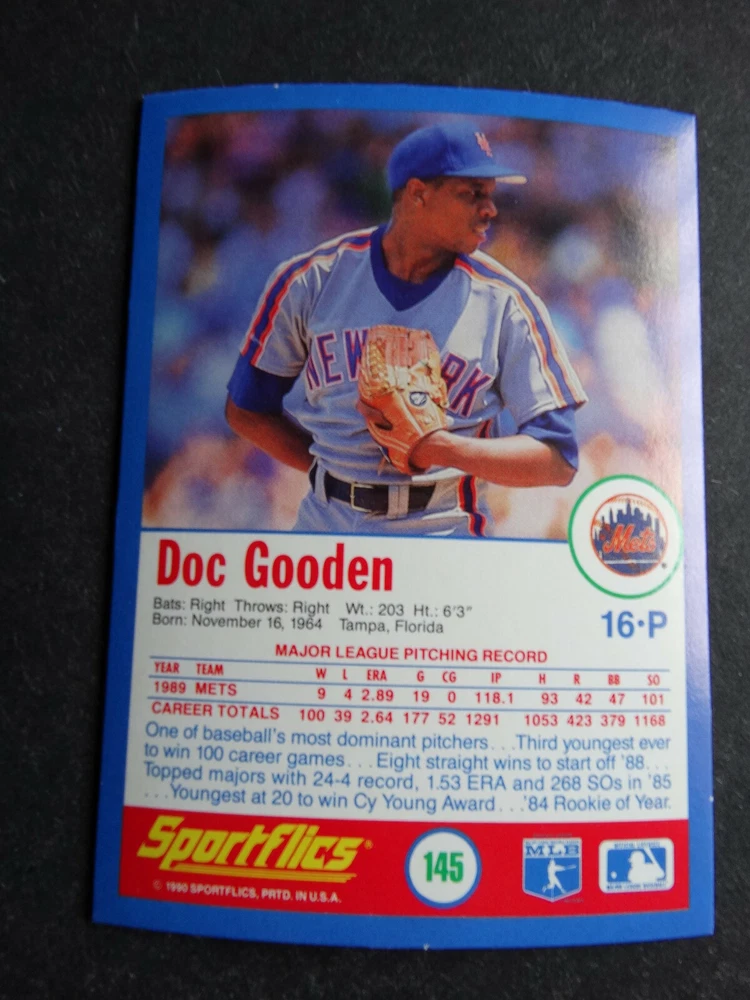 NEW YORK
Mets
Doc Gooden
Bats: Right Throws: Right Wt.: 203 Ht.: 6'3"
Born: November 16, 1964 Tampa, Florida
16•P
MAJOR LEAGUE PITCHING RECORD
YEAR TEAM W L ERA G CG IP H R BB SO
1989 METS 9 4 2.89 19 0 118.1 93 42 47 101
CAREER TOTALS 100 39 2.64 177 52 1291 1053 423 379 1168
One of baseball's most dominant pitchers...Third youngest ever
to win 100 career games...Eight straight wins to start off '88...
Topped majors with 24-4 record, 1.53 ERA and 268 SOs in '85
...Youngest at 20 to win Cy Young Award...'84 Rookie of Year.
Sportflics®
145
MLB
© 1990 SPORTFLICS, PRTD. IN U.S.A.